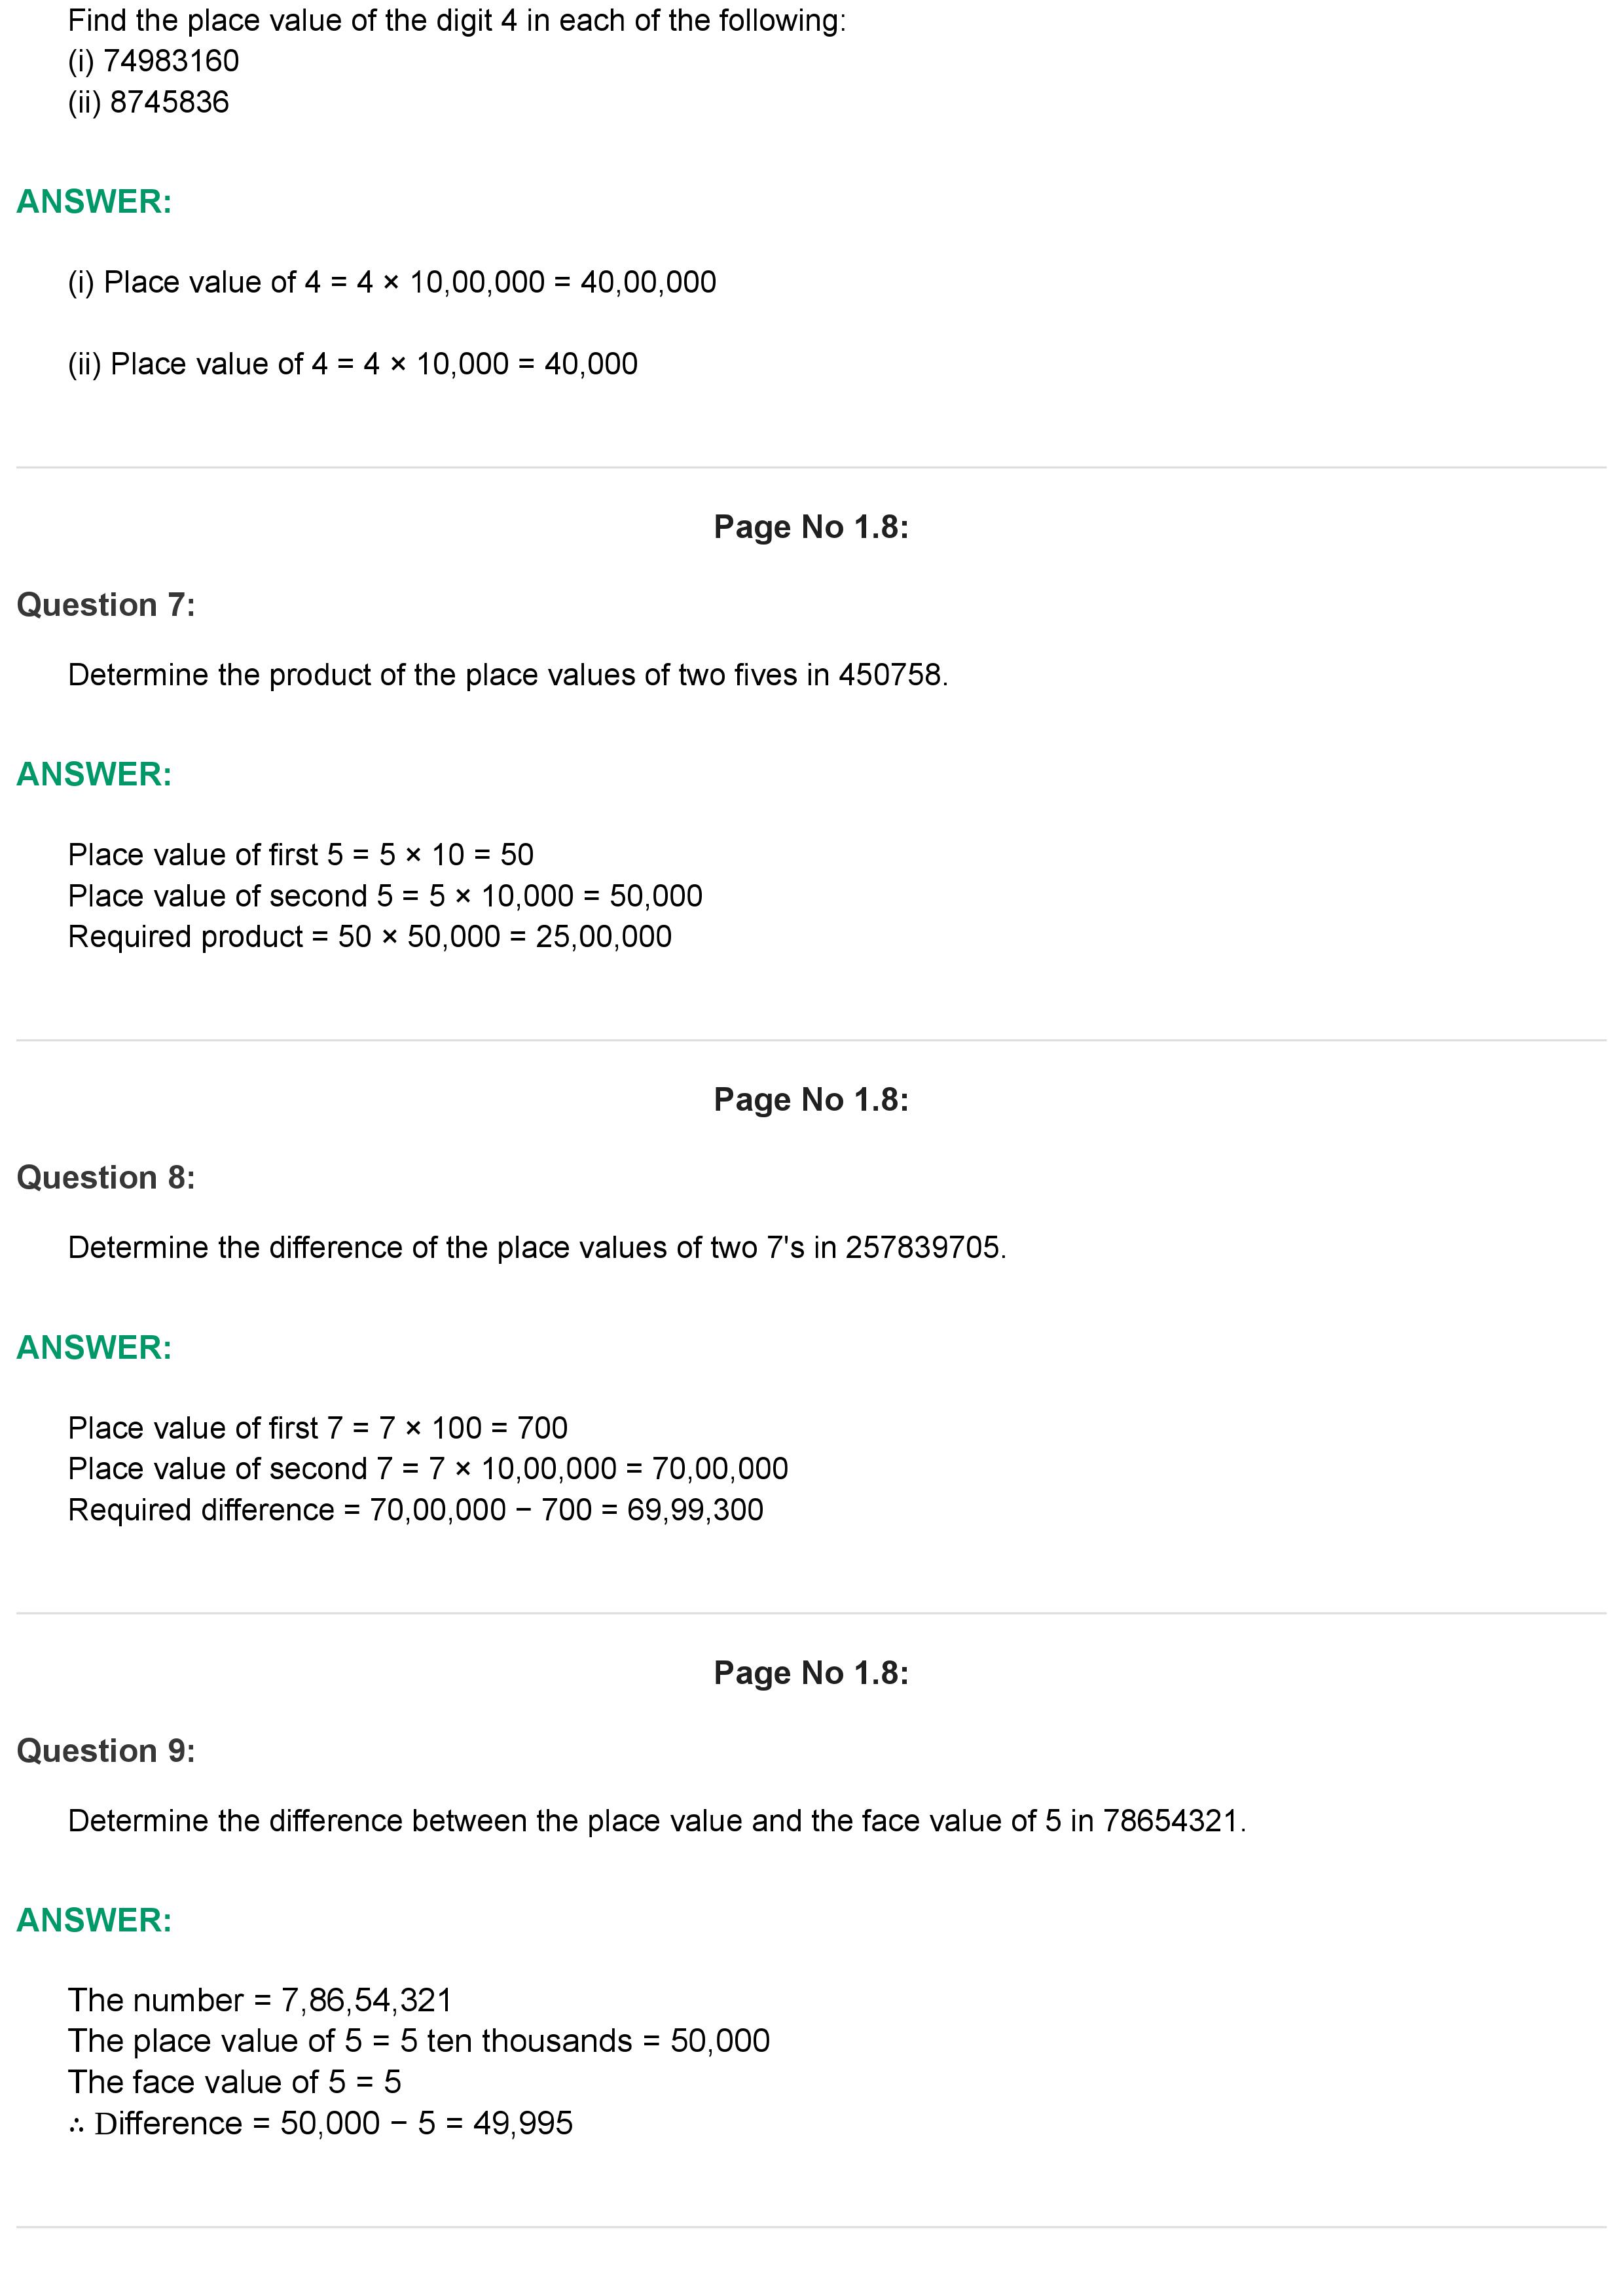 Find the place value of the digit 4 in each of the following:
(i) 74983160
(ii) 8745836
ANSWER:
(i) Place value of 4 = 4 × 10,00,000 = 40,00,000
(ii) Place value of 4 = 4 × 10,000 = 40,000
Page No 1.8:
Question 7:
Determine the product of the place values of two fives in 450758.
ANSWER:
Place value of first 5 = 5 × 10 = 50
Place value of second 5 = 5 × 10,000 = 50,000
Required product = 50 × 50,000 = 25,00,000
Page No 1.8:
Question 8:
Determine the difference of the place values of two 7's in 257839705.
ANSWER:
Place value of first 7 = 7 × 100 = 700
Place value of second 7 = 7 × 10,00,000 = 70,00,000
Required difference = 70,00,000 − 700 = 69,99,300
Page No 1.8:
Question 9:
Determine the difference between the place value and the face value of 5 in 78654321.
ANSWER:
The number = 7,86,54,321
The place value of 5 = 5 ten thousands = 50,000
The face value of 5 = 5
∴ Difference = 50,000 − 5 = 49,995